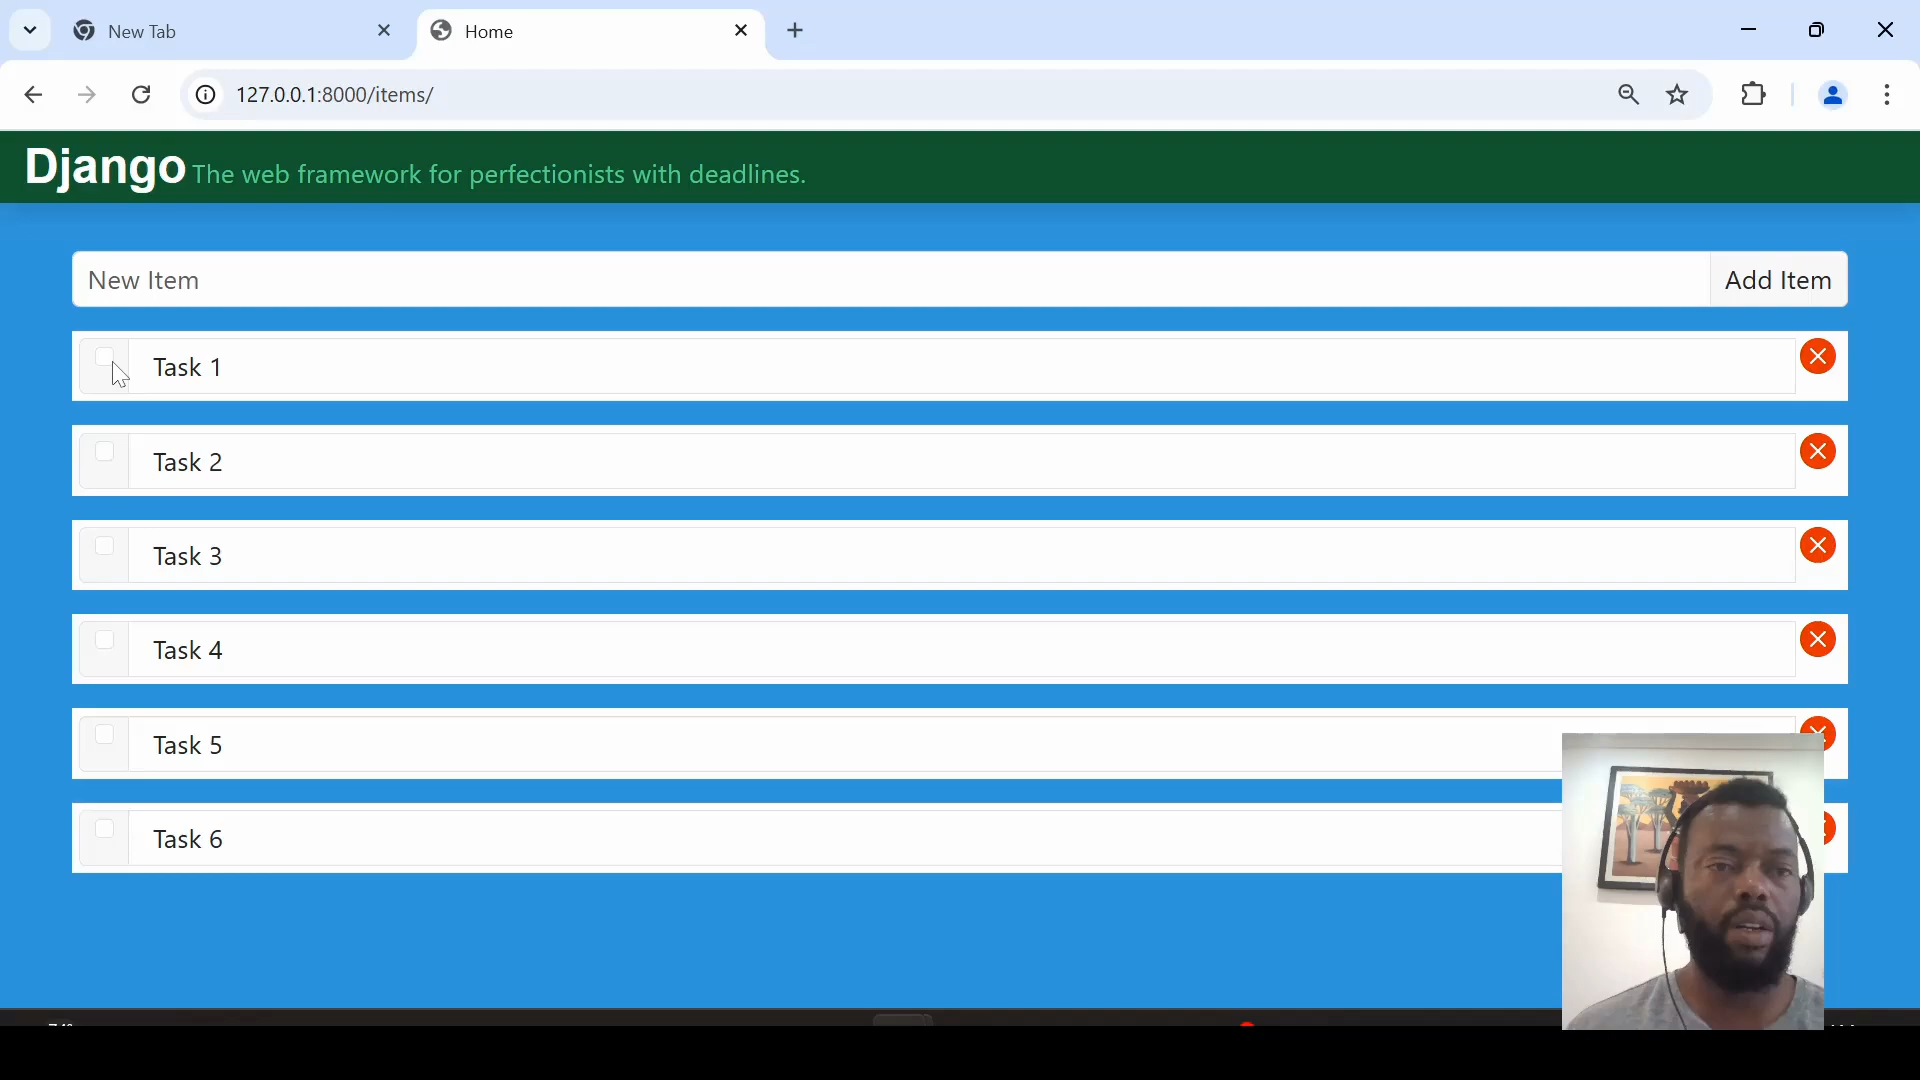 New Tab
Home
127.0.0.1:8000/items/
Django The web framework for perfectionists with deadlines.
New Item
Add Item
Task 1
Task 2
Task 3
Task 4
Task 5
Task 6